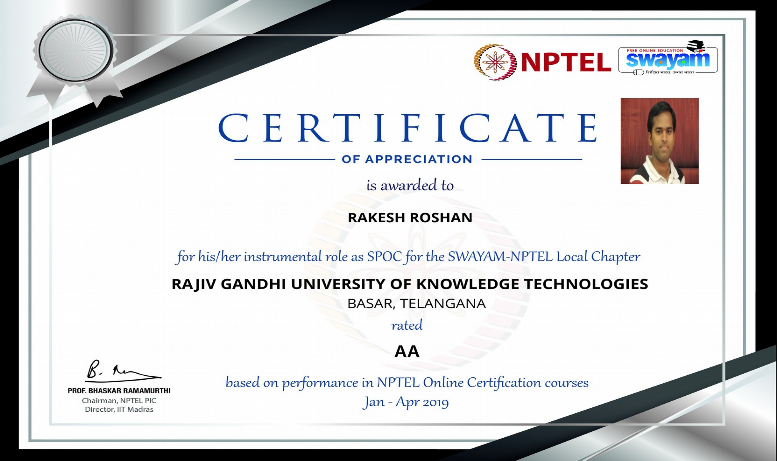 NPTEL
FREE ONLINE EDUCATION
swayam
CERTIFICATE
OF APPRECIATION
is awarded to
RAKESH ROSHAN
for his/her instrumental role as SPOC for the SWAYAM-NPTEL Local Chapter
RAJIV GANDHI UNIVERSITY OF KNOWLEDGE TECHNOLOGIES
BASAR, TELANGANA
rated
AA
based on performance in NPTEL Online Certification courses
Jan - Apr 2019
PROF. BHASKAR RAMAMURTHI
Chairman, NPTEL PIC
Director, IIT Madras